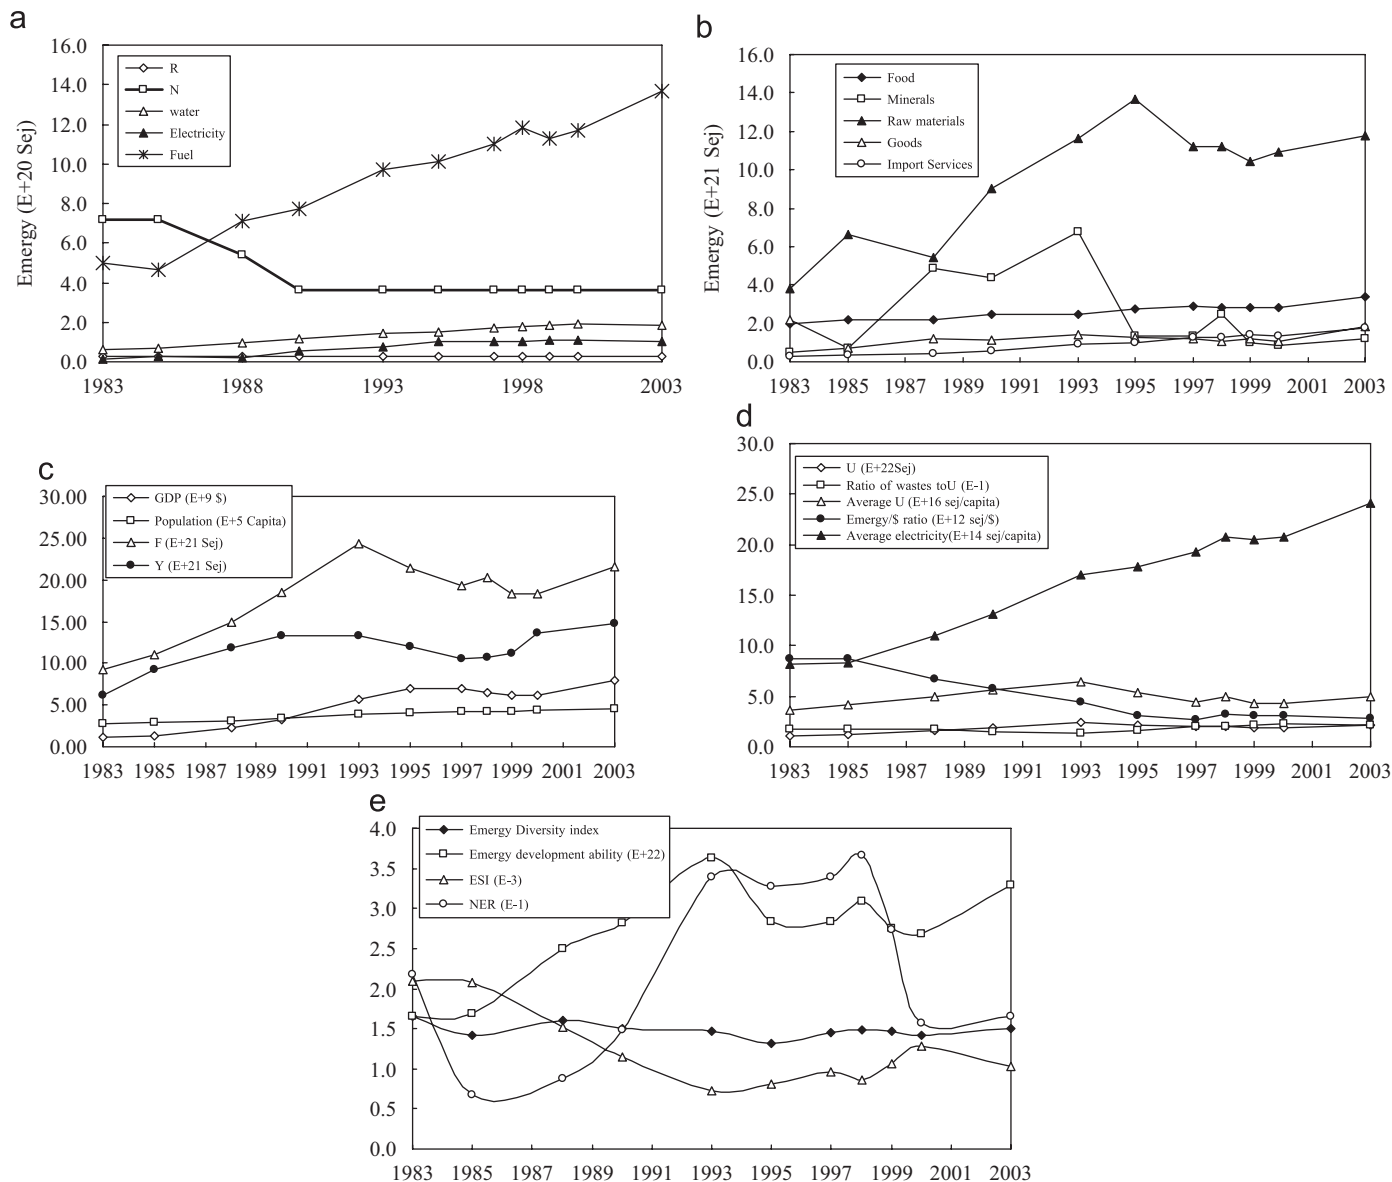 a
16.0
14.0
12.0
10.0
8.0
6.0
4.0
2.0
0.0
Emergy (E+20 Sej)
R
N
water
Electricity
Fuel
1983 1988 1993 1998 2003
b
16.0
14.0
12.0
10.0
8.0
6.0
4.0
2.0
0.0
Emergy (E+21 Sej)
Food
Minerals
Raw materials
Goods
Import Services
1983 1985 1987 1989 1991 1993 1995 1997 1999 2001 2003
c
30.00
25.00
20.00
15.00
10.00
5.00
0.00
GDP (E+9 $)
Population (E+5 Capita)
F (E+21 Sej)
Y (E+21 Sej)
1983 1985 1987 1989 1991 1993 1995 1997 1999 2001 2003
d
30.0
25.0
20.0
15.0
10.0
5.0
0.0
U (E+22Sej)
Ratio of wastes toU (E-1)
Average U (E+16 sej/capita)
Emergy/$ ratio (E+12 sej/$)
Average electricity(E+14 sej/capita)
1983 1985 1987 1989 1991 1993 1995 1997 1999 2001 2003
e
4.0
3.5
3.0
2.5
2.0
1.5
1.0
0.5
0.0
Emergy Diversity index
Emergy development ability (E+22)
ESI (E-3)
NER (E-1)
1983 1985 1987 1989 1991 1993 1995 1997 1999 2001 2003